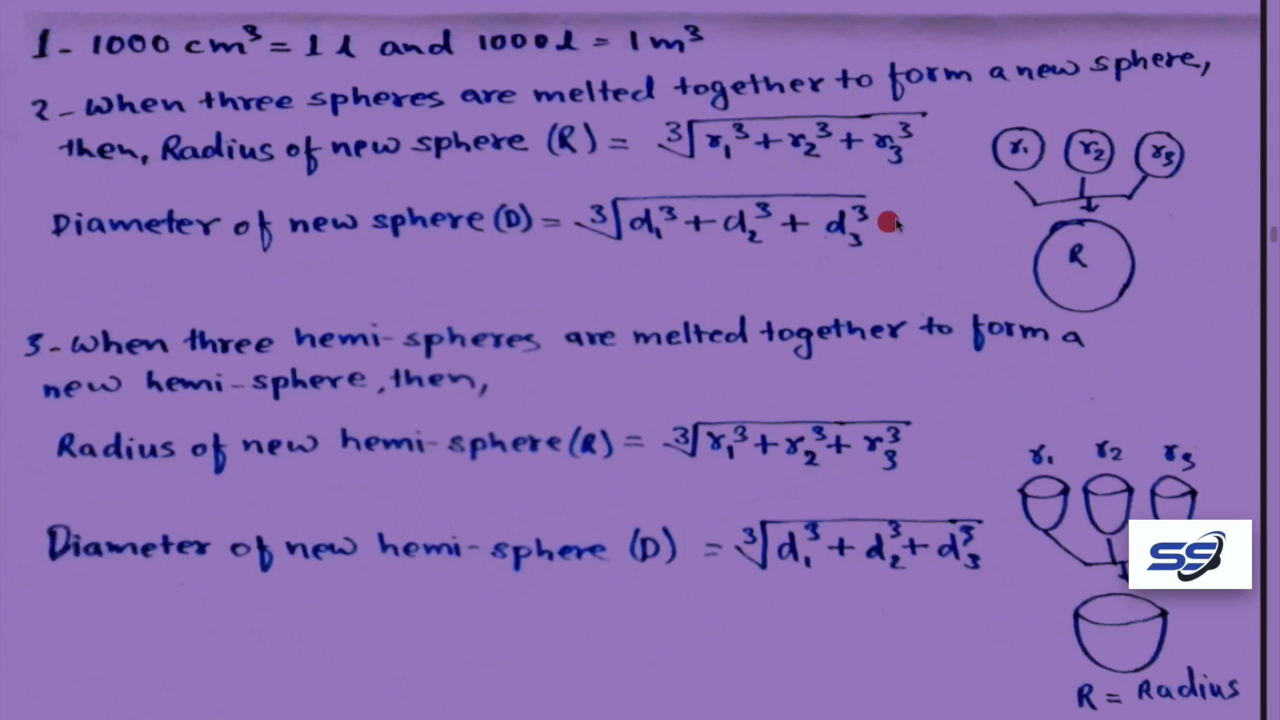 1- 1000 cm³ = 1 l and 1000 l = 1 m³
2- When three spheres are melted together to form a new sphere,
then, Radius of new sphere (R) = ∛(r₁³ + r₂³ + r₃³)
r₁ r₂ r₃
Diameter of new sphere (D) = ∛(d₁³ + d₂³ + d₃³)
R
3- When three hemi-spheres are melted together to form a
new hemi-sphere, then,
Radius of new hemi-sphere (R) = ∛(r₁³ + r₂³ + r₃³)
r₁ r₂ r₃
Diameter of new hemi-sphere (D) = ∛(d₁³ + d₂³ + d₃³)
SS
R = Radius